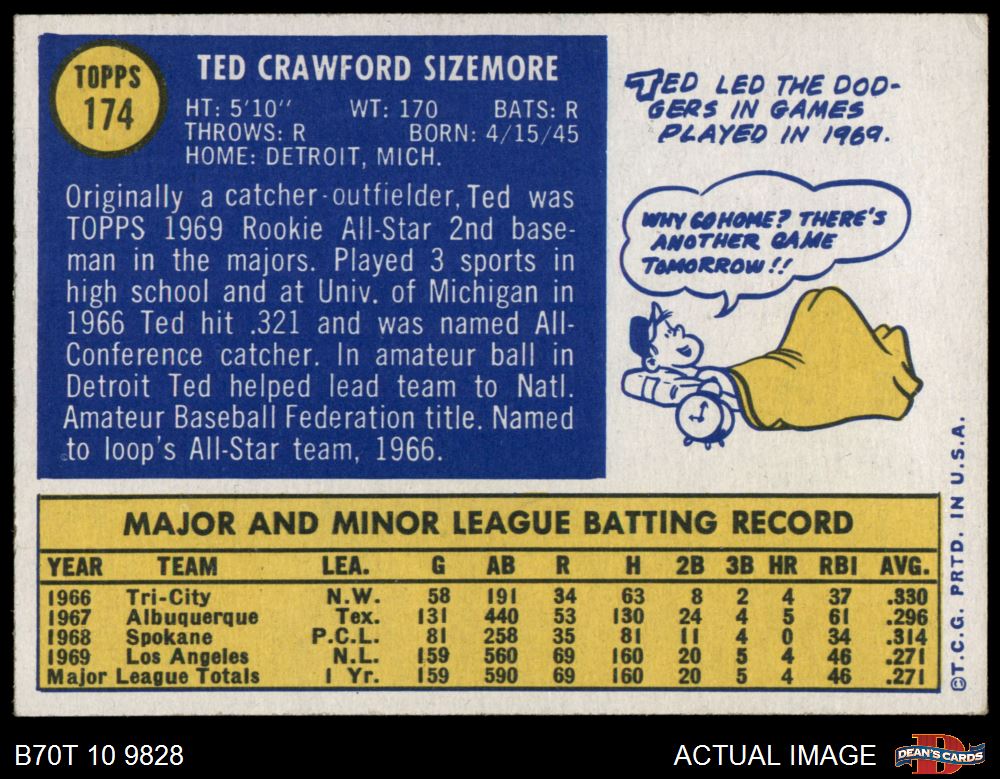 TOPPS
174
TED CRAWFORD SIZEMORE
HT: 5'10" WT: 170 BATS: R
THROWS: R BORN: 4/15/45
HOME: DETROIT, MICH.
Originally a catcher-outfielder, Ted was
TOPPS 1969 Rookie All-Star 2nd base-
man in the majors. Played 3 sports in
high school and at Univ. of Michigan in
1966 Ted hit .321 and was named All-
Conference catcher. In amateur ball in
Detroit Ted helped lead team to Natl.
Amateur Baseball Federation title. Named
to loop's All-Star team, 1966.
TED LED THE DOD-
GERS IN GAMES
PLAYED IN 1969.
WHY GO HOME? THERE'S
ANOTHER GAME
TOMORROW!!
MAJOR AND MINOR LEAGUE BATTING RECORD
YEAR TEAM LEA. G AB R H 2B 3B HR RBI AVG.
1966 Tri-City N.W. 58 191 34 63 8 2 4 37 .330
1967 Albuquerque Tex. 131 440 53 130 24 4 5 61 .296
1968 Spokane P.C.L. 81 258 35 81 11 4 0 34 .314
1969 Los Angeles N.L. 159 560 69 160 20 5 4 46 .271
Major League Totals 1 Yr. 159 590 69 160 20 5 4 46 .271
©T.C.G. PRTD. IN U.S.A.
B70T 10 9828
ACTUAL IMAGE
D
DEAN'S CARDS